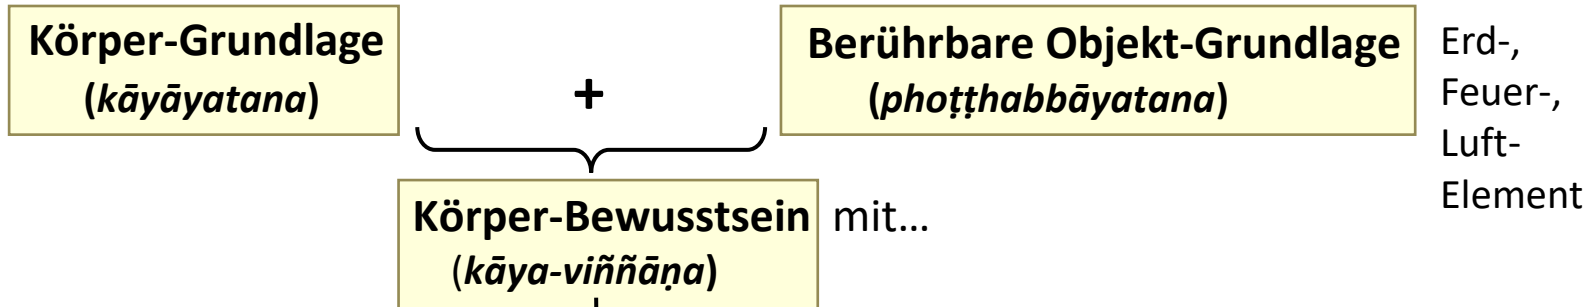 Körper-Grundlage
(kāyāyatana)
+
Berührbare Objekt-Grundlage
(phoṭṭhabbāyatana)
Erd-,
Feuer-,
Luft-
Element
Körper-Bewusstsein mit…
(kāya-viññāṇa)